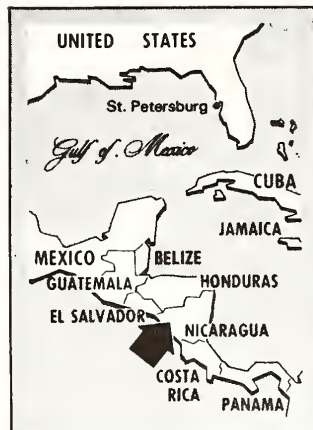 UNITED STATES
St. Petersburg
Gulf of Mexico
CUBA
JAMAICA
MEXICO
BELIZE
GUATEMALA
HONDURAS
EL SALVADOR
NICARAGUA
COSTA
RICA
PANAMA